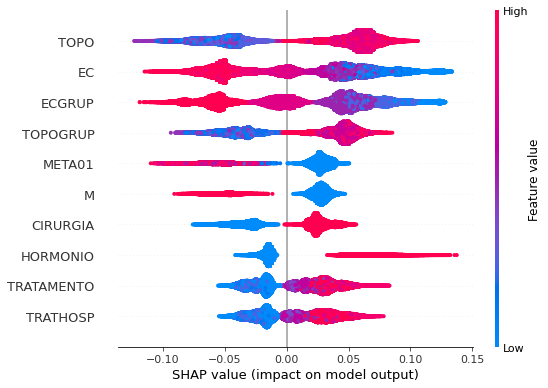 High
TOPO
EC
ECGRUP
TOPOGRUP
META01
M
CIRURGIA
HORMONIO
TRATAMENTO
TRATHOSP
Feature value
Low
−0.10 −0.05 0.00 0.05 0.10 0.15
SHAP value (impact on model output)